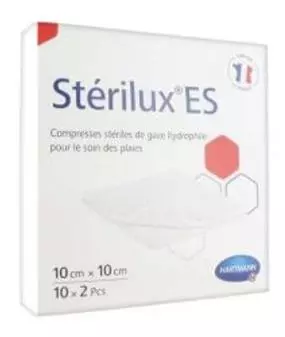 Stérilux® ES
Compresses stériles de gaze hydrophile
pour le soin des plaies
10 cm x 10 cm
10 x 2 Pcs
HARTMANN